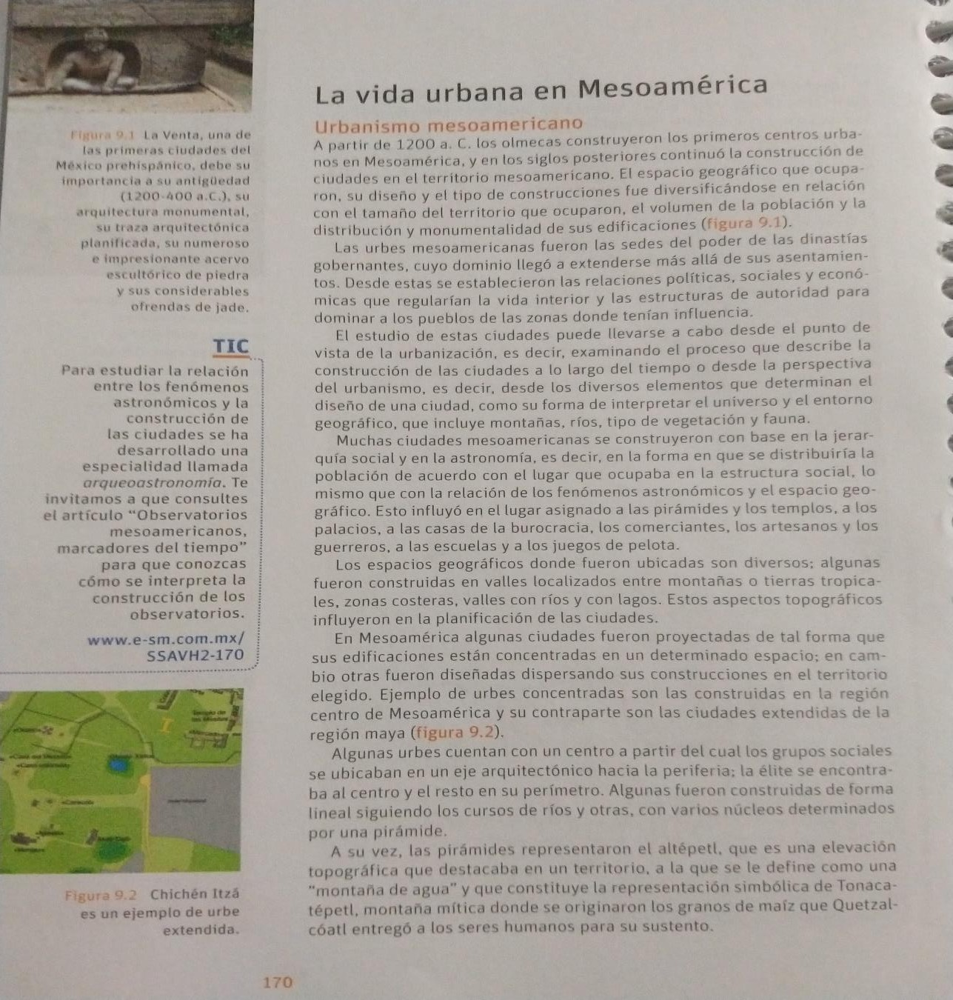 Figura 9.1 La Venta, una de
las primeras ciudades del
México prehispánico, debe su
importancia a su antigüedad
(1200-400 a.C.), su
arquitectura monumental,
su traza arquitectónica
planificada, su numeroso
e impresionante acervo
escultórico de piedra
y sus considerables
ofrendas de jade.
TIC
Para estudiar la relación
entre los fenómenos
astronómicos y la
construcción de
las ciudades se ha
desarrollado una
especialidad llamada
arqueoastronomía. Te
invitamos a que consultes
el artículo “Observatorios
mesoamericanos,
marcadores del tiempo”
para que conozcas
cómo se interpreta la
construcción de los
observatorios.
www.e-sm.com.mx/
SSAVH2-170
Figura 9.2 Chichén Itzá
es un ejemplo de urbe
extendida.
La vida urbana en Mesoamérica
Urbanismo mesoamericano
A partir de 1200 a. C. los olmecas construyeron los primeros centros urba-
nos en Mesoamérica, y en los siglos posteriores continuó la construcción de
ciudades en el territorio mesoamericano. El espacio geográfico que ocupa-
ron, su diseño y el tipo de construcciones fue diversificándose en relación
con el tamaño del territorio que ocuparon, el volumen de la población y la
distribución y monumentalidad de sus edificaciones (figura 9.1).
Las urbes mesoamericanas fueron las sedes del poder de las dinastías
gobernantes, cuyo dominio llegó a extenderse más allá de sus asentamien-
tos. Desde estas se establecieron las relaciones políticas, sociales y econó-
micas que regularían la vida interior y las estructuras de autoridad para
dominar a los pueblos de las zonas donde tenían influencia.
El estudio de estas ciudades puede llevarse a cabo desde el punto de
vista de la urbanización, es decir, examinando el proceso que describe la
construcción de las ciudades a lo largo del tiempo o desde la perspectiva
del urbanismo, es decir, desde los diversos elementos que determinan el
diseño de una ciudad, como su forma de interpretar el universo y el entorno
geográfico, que incluye montañas, ríos, tipo de vegetación y fauna.
Muchas ciudades mesoamericanas se construyeron con base en la jerar-
quía social y en la astronomía, es decir, en la forma en que se distribuiría la
población de acuerdo con el lugar que ocupaba en la estructura social, lo
mismo que con la relación de los fenómenos astronómicos y el espacio geo-
gráfico. Esto influyó en el lugar asignado a las pirámides y los templos, a los
palacios, a las casas de la burocracia, los comerciantes, los artesanos y los
guerreros, a las escuelas y a los juegos de pelota.
Los espacios geográficos donde fueron ubicadas son diversos; algunas
fueron construidas en valles localizados entre montañas o tierras tropica-
les, zonas costeras, valles con ríos y con lagos. Estos aspectos topográficos
influyeron en la planificación de las ciudades.
En Mesoamérica algunas ciudades fueron proyectadas de tal forma que
sus edificaciones están concentradas en un determinado espacio; en cam-
bio otras fueron diseñadas dispersando sus construcciones en el territorio
elegido. Ejemplo de urbes concentradas son las construidas en la región
centro de Mesoamérica y su contraparte son las ciudades extendidas de la
región maya (figura 9.2).
Algunas urbes cuentan con un centro a partir del cual los grupos sociales
se ubicaban en un eje arquitectónico hacia la periferia; la élite se encontra-
ba al centro y el resto en su perímetro. Algunas fueron construidas de forma
lineal siguiendo los cursos de ríos y otras, con varios núcleos determinados
por una pirámide.
A su vez, las pirámides representaron el altépetl, que es una elevación
topográfica que destacaba en un territorio, a la que se le define como una
“montaña de agua” y que constituye la representación simbólica de Tonaca-
tépetl, montaña mítica donde se originaron los granos de maíz que Quetzal-
cóatl entregó a los seres humanos para su sustento.
170